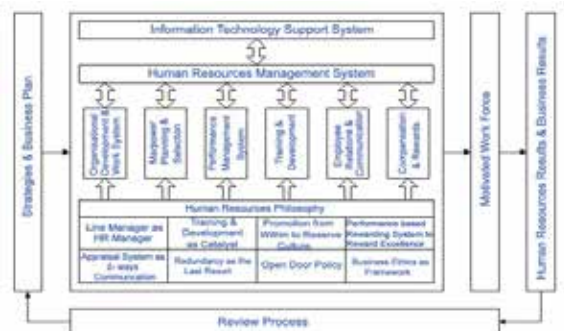 Strategies & Business Plan
Information Technology Support System
Human Resources Management System
Organisational
Development &
Work System
Manpower
Planning &
Selection
Performance
Management
System
Training &
Development
Employee
Relations &
Communication
Compensation
& Rewards
Human Resources Philosophy
Line Manager as
HR Manager
Training &
Development
as Catalyst
Promotion from
Within to Reserve
Culture.
Performance based
Rewarding System to
Reward Excellence
Appraisal System as
2-ways
Communication
Redundancy as the
Last Resort
Open Door Policy
Business Ethics as
Framework
Motivated Work Force
Human Resources Results & Business Results
Review Process